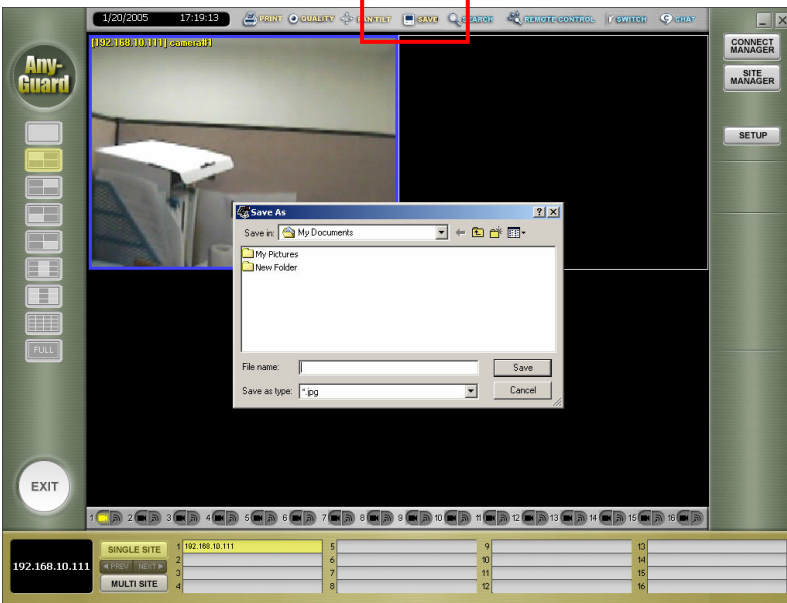 1/20/2005 17:19:13 PRINT QUALITY PAN/TILT SAVE SEARCH REMOTE CONTROL SWITCH CHAT
[192.168.10.111] camera#1
CONNECT
MANAGER
Any-
Guard
SITE
MANAGER
SETUP
Save As
Save in: My Documents
My Pictures
New Folder
FULL
File name: Save
Save as type: *.jpg Cancel
EXIT
1 2 3 4 5 6 7 8 9 10 11 12 13 14 15 16
SINGLE SITE 1 192.168.10.111 5 9 13
192.168.10.111 PREV NEXT 2 6 10 14
3 7 11 15
MULTI SITE 4 8 12 16